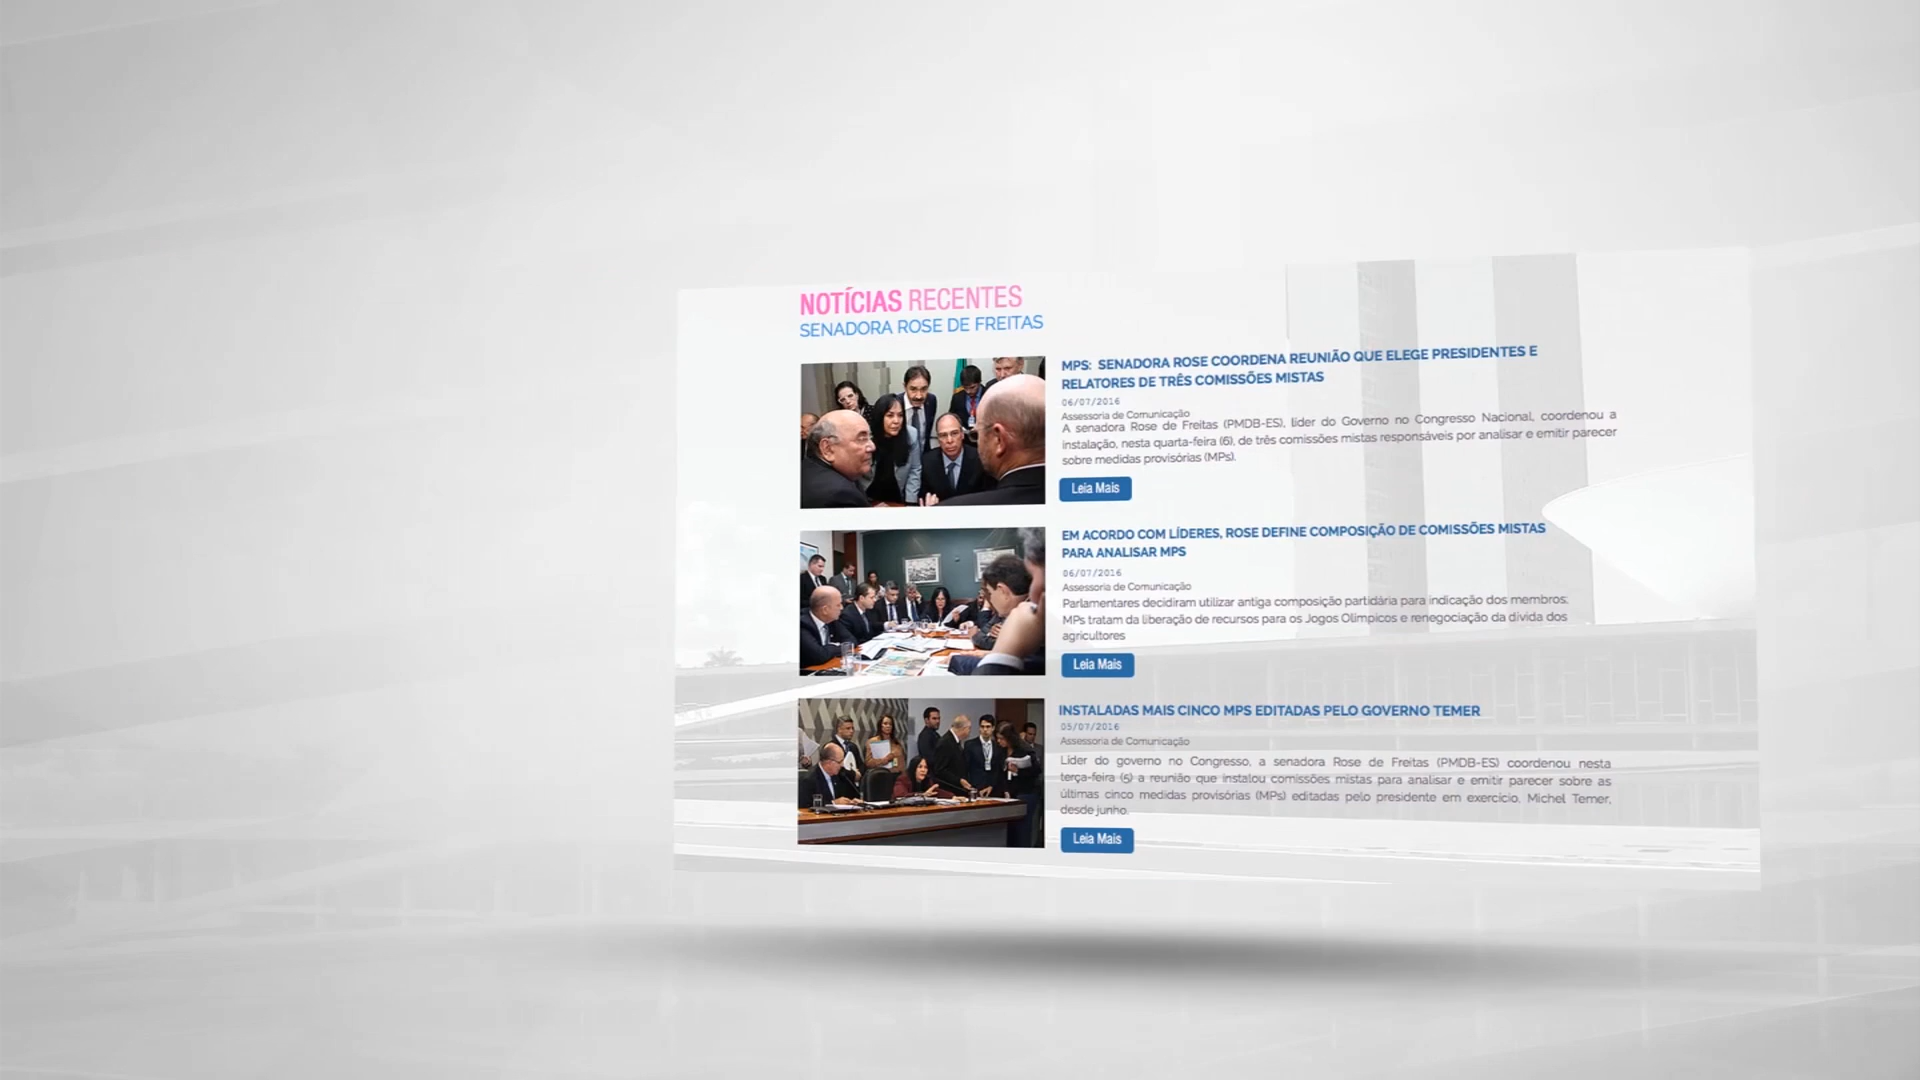 NOTÍCIAS RECENTES
SENADORA ROSE DE FREITAS
MPS: SENADORA ROSE COORDENA REUNIÃO QUE ELEGE PRESIDENTES E
RELATORES DE TRÊS COMISSÕES MISTAS
06/07/2016
Assessoria de Comunicação
A senadora Rose de Freitas (PMDB-ES), líder do Governo no Congresso Nacional, coordenou a
instalação, nesta quarta-feira (6), de três comissões mistas responsáveis por analisar e emitir parecer
sobre medidas provisórias (MPs).
Leia Mais
EM ACORDO COM LÍDERES, ROSE DEFINE COMPOSIÇÃO DE COMISSÕES MISTAS
PARA ANALISAR MPS
06/07/2016
Assessoria de Comunicação
Parlamentares decidiram utilizar antiga composição partidária para indicação dos membros;
MPs tratam da liberação de recursos para os Jogos Olímpicos e renegociação da dívida dos
agricultores
Leia Mais
INSTALADAS MAIS CINCO MPS EDITADAS PELO GOVERNO TEMER
05/07/2016
Assessoria de Comunicação
Líder do governo no Congresso, a senadora Rose de Freitas (PMDB-ES) coordenou nesta
terça-feira (5) a reunião que instalou comissões mistas para analisar e emitir parecer sobre as
últimas cinco medidas provisórias (MPs) editadas pelo presidente em exercício, Michel Temer,
desde junho.
Leia Mais